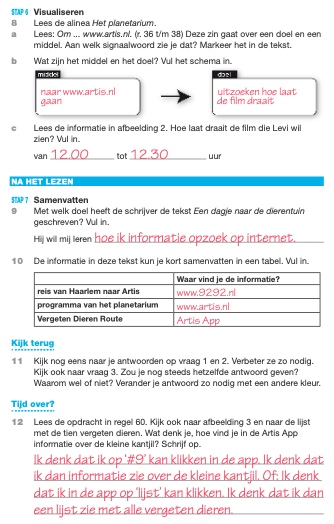 STAP 6 Visualiseren
8 Lees de alinea Het planetarium.
a Lees: Om ... www.artis.nl. (r. 36 t/m 38) Deze zin gaat over een doel en een
middel. Aan welk signaalwoord zie je dat? Markeer het in de tekst.
b Wat zijn het middel en het doel? Vul het schema in.
middel
doel
naar www.artis.nl
gaan
uitzoeken hoe laat
de film draait
c Lees de informatie in afbeelding 2. Hoe laat draait de film die Levi wil
zien? Vul in.
van 12.00 tot 12.30 uur
NA HET LEZEN
STAP 7 Samenvatten
9 Met welk doel heeft de schrijver de tekst Een dagje naar de dierentuin
geschreven? Vul in.
Hij wil mij leren hoe ik informatie opzoek op internet.
10 De informatie in deze tekst kun je kort samenvatten in een tabel. Vul in.
Waar vind je de informatie?
reis van Haarlem naar Artis www.9292.nl
programma van het planetarium www.artis.nl
Vergeten Dieren Route Artis App
Kijk terug
11 Kijk nog eens naar je antwoorden op vraag 1 en 2. Verbeter ze zo nodig.
Kijk ook naar vraag 3. Zou je nog steeds hetzelfde antwoord geven?
Waarom wel of niet? Verander je antwoord zo nodig met een andere kleur.
Tijd over?
12 Lees de opdracht in regel 60. Kijk ook naar afbeelding 3 en naar de lijst
met de tien vergeten dieren. Wat denk je, hoe vind je in de Artis App
informatie over de kleine kantjil? Schrijf op.
Ik denk dat ik op '#9' kan klikken in de app. Ik denk dat
ik dan informatie zie over de kleine kantjil. Of: Ik denk
dat ik in de app op 'lijst' kan klikken. Ik denk dat ik dan
een lijst zie met alle vergeten dieren.